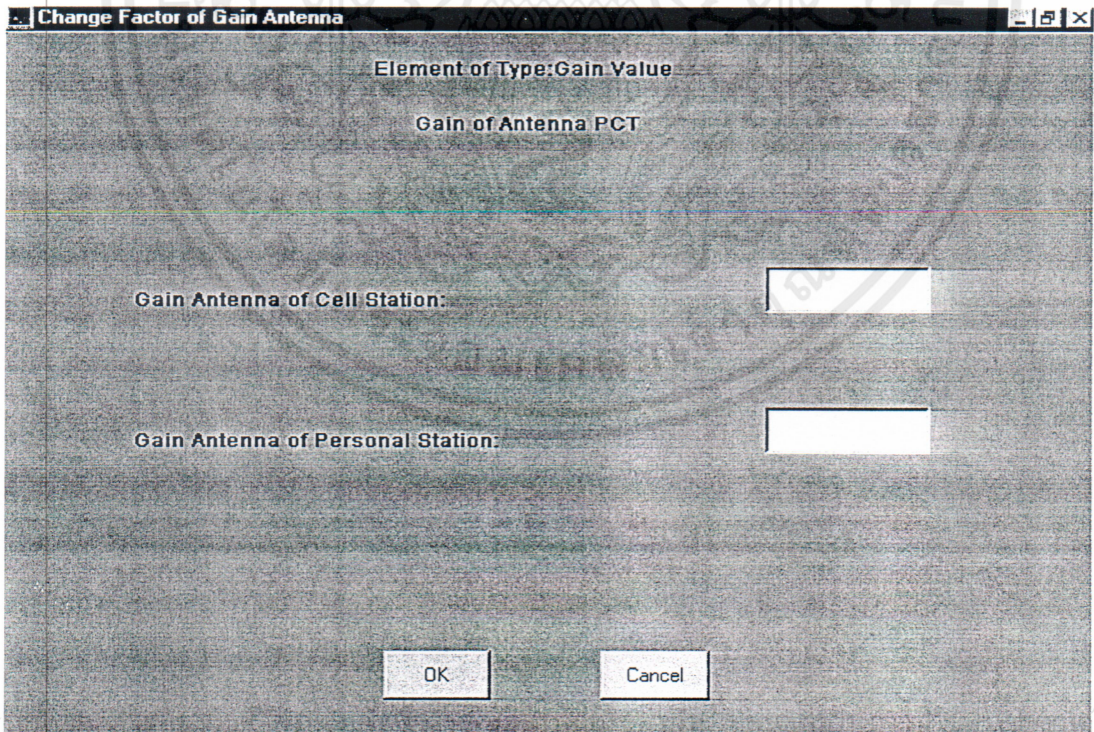 Change Factor of Gain Antenna
Element of Type:Gain Value
Gain of Antenna PCT
Gain Antenna of Cell Station:
Gain Antenna of Personal Station:
OK
Cancel